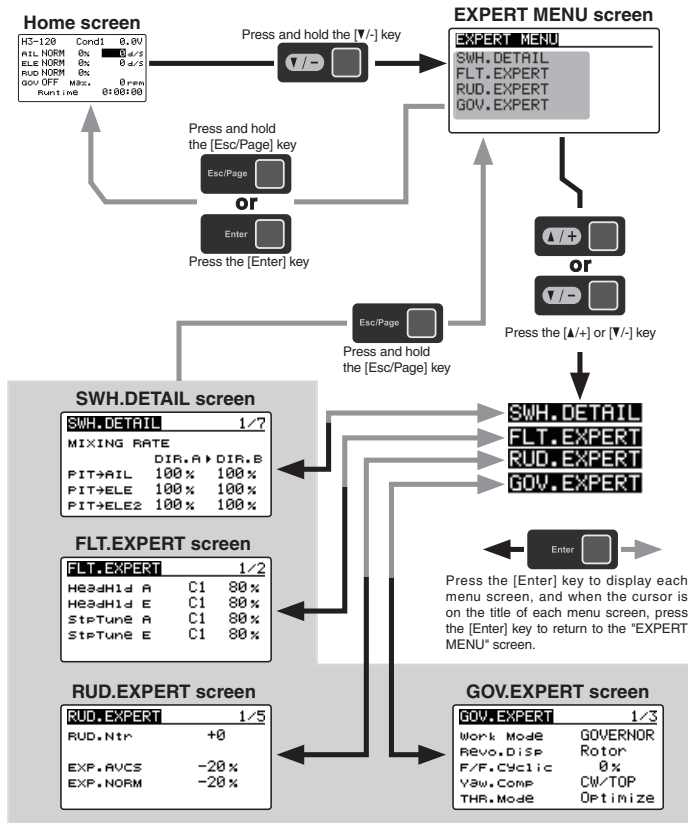 Home screen
H3-120 Cond1 0.0V
AIL NORM 0% 0d/s
ELE NORM 0% 0d/s
RUD NORM 0%
GOV OFF Max. 0rpm
Runtime 0:00:00
Press and hold the [▼/-] key
▼/-
EXPERT MENU screen
EXPERT MENU
SWH.DETAIL
FLT.EXPERT
RUD.EXPERT
GOV.EXPERT
Press and hold
the [Esc/Page] key
Esc/Page
or
Enter
Press the [Enter] key
▲/+
or
▼/-
Press the [▲/+] or [▼/-] key
Esc/Page
Press and hold
the [Esc/Page] key
SWH.DETAIL
FLT.EXPERT
RUD.EXPERT
GOV.EXPERT
Enter
Press the [Enter] key to display each
menu screen, and when the cursor is
on the title of each menu screen, press
the [Enter] key to return to the "EXPERT
MENU" screen.
SWH.DETAIL screen
SWH.DETAIL 1/7
MIXING RATE
DIR.A▶DIR.B
PIT→AIL 100% 100%
PIT→ELE 100% 100%
PIT→ELE2 100% 100%
FLT.EXPERT screen
FLT.EXPERT 1/2
HeadHld A C1 80%
HeadHld E C1 80%
StpTune A C1 80%
StpTune E C1 80%
RUD.EXPERT screen
RUD.EXPERT 1/5
RUD.Ntr +0
EXP.AVCS -20%
EXP.NORM -20%
GOV.EXPERT screen
GOV.EXPERT 1/3
Work Mode GOVERNOR
Revo.Disp Rotor
F/F.Cyclic 0%
Yaw.Comp CW/TOP
THR.Mode Optimize